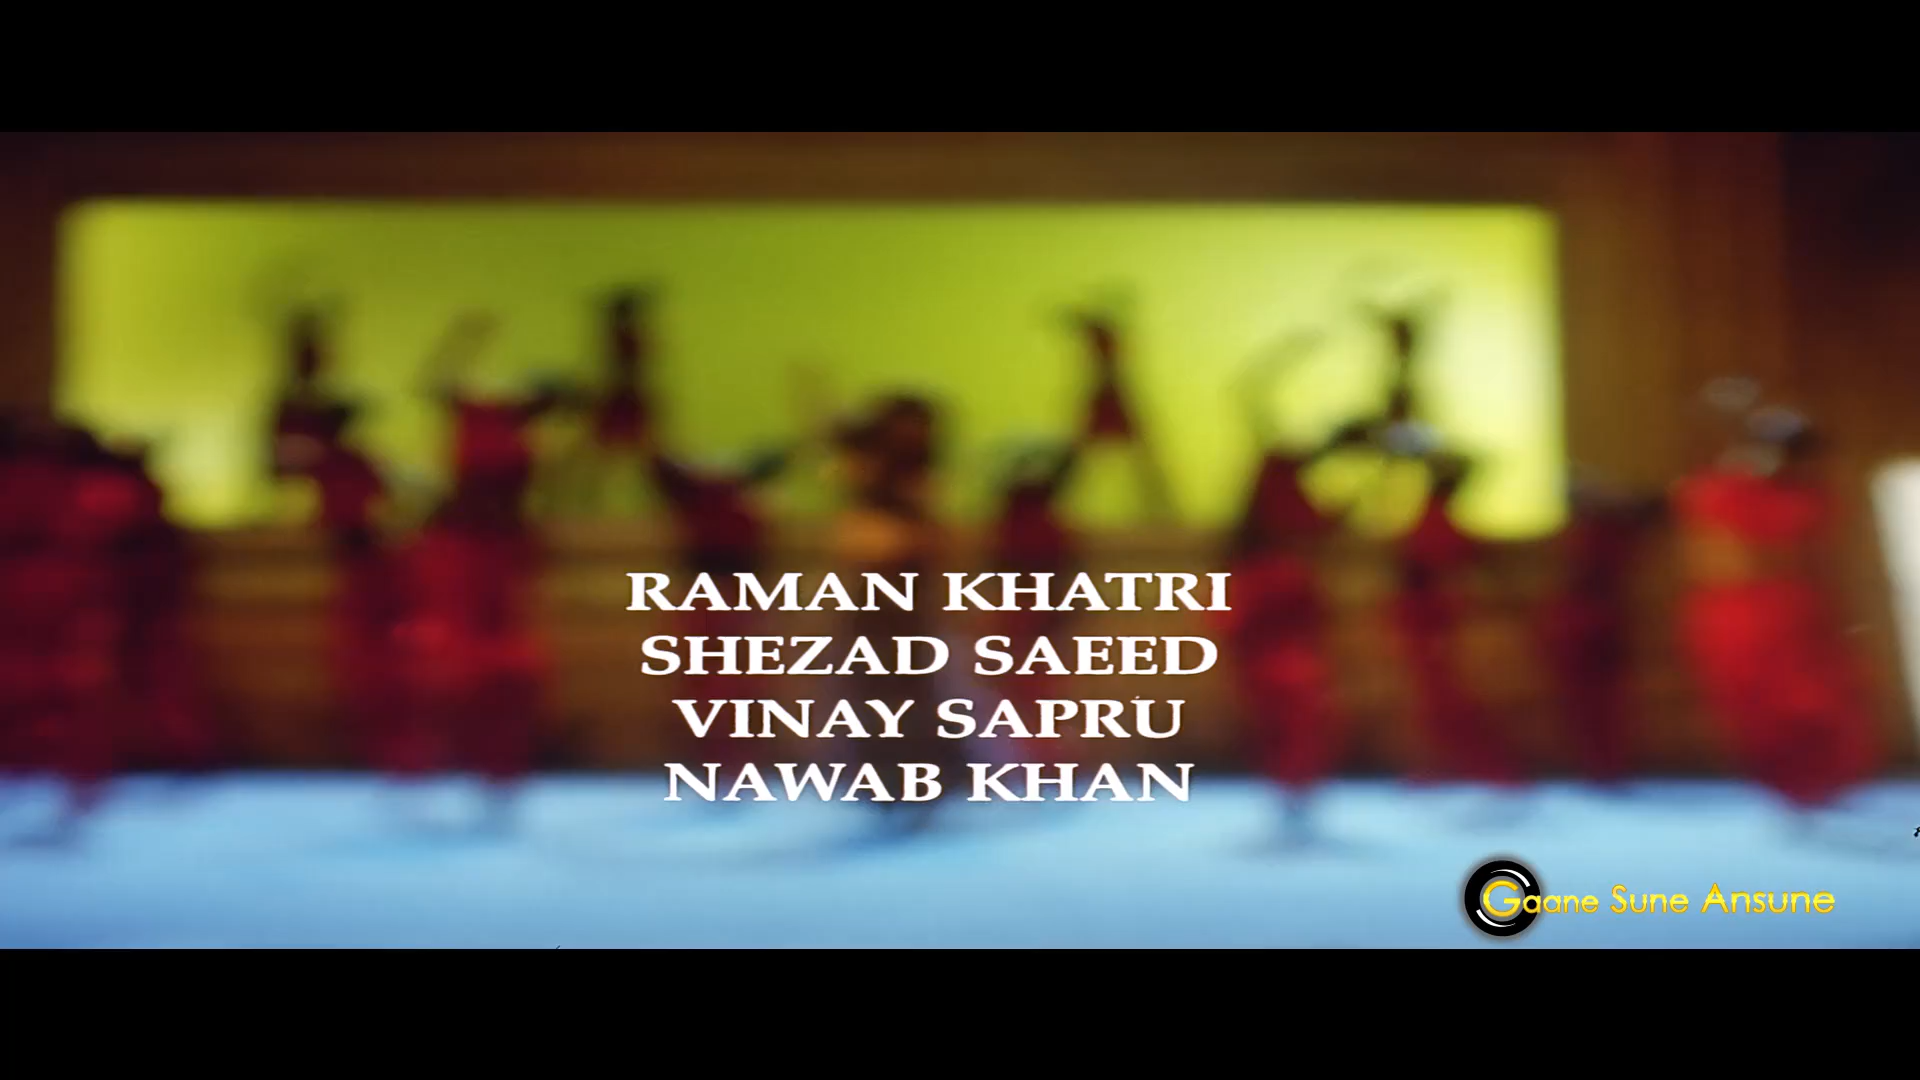 RAMAN KHATRI
SHEZAD SAEED
VINAY SAPRU
NAWAB KHAN
Gaane Sune Ansune